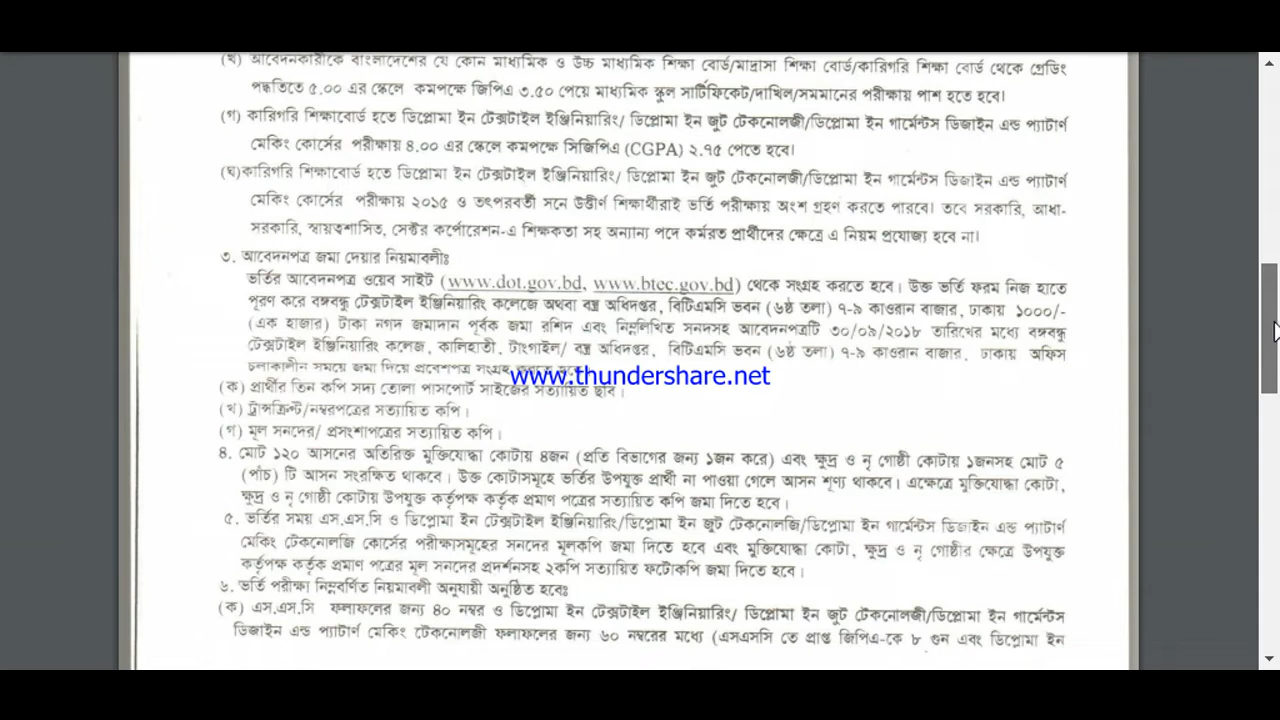 (খ) আবেদনকারীকে বাংলাদেশের যে কোন মাধ্যমিক ও উচ্চ মাধ্যমিক শিক্ষা বোর্ড/মাদ্রাসা শিক্ষা বোর্ড/কারিগরি শিক্ষা বোর্ড থেকে গ্রেডিং
পদ্ধতিতে ৫.০০ এর স্কেলে কমপক্ষে জিপিএ ৩.৫০ পেয়ে মাধ্যমিক স্কুল সার্টিফিকেট/দাখিল/সমমানের পরীক্ষায় পাশ হতে হবে।
(গ) কারিগরি শিক্ষাবোর্ড হতে ডিপ্লোমা ইন টেক্সটাইল ইঞ্জিনিয়ারিং/ ডিপ্লোমা ইন জুট টেকনোলজী/ডিপ্লোমা ইন গার্মেন্টস ডিজাইন এন্ড প্যাটার্ণ
মেকিং কোর্সের পরীক্ষায় ৪.০০ এর স্কেলে কমপক্ষে সিজিপিএ (CGPA) ২.৭৫ পেতে হবে।
(ঘ)কারিগরি শিক্ষাবোর্ড হতে ডিপ্লোমা ইন টেক্সটাইল ইঞ্জিনিয়ারিং/ ডিপ্লোমা ইন জুট টেকনোলজী/ডিপ্লোমা ইন গার্মেন্টস ডিজাইন এন্ড প্যাটার্ণ
মেকিং কোর্সের পরীক্ষায় ২০১৫ ও তৎপরবর্তী সনে উত্তীর্ণ শিক্ষার্থীরাই ভর্তি পরীক্ষায় অংশ গ্রহণ করতে পারবে। তবে সরকারি, আধা-
সরকারি, স্বায়ত্বশাসিত, সেক্টর কর্পোরেশন-এ শিক্ষকতা সহ অন্যান্য পদে কর্মরত প্রার্থীদের ক্ষেত্রে এ নিয়ম প্রযোজ্য হবে না।
৩. আবেদনপত্র জমা দেয়ার নিয়মাবলীঃ
ভর্তির আবেদনপত্র ওয়েব সাইট (www.dot.gov.bd, www.btec.gov.bd) থেকে সংগ্রহ করতে হবে। উক্ত ভর্তি ফরম নিজ হাতে
পূরণ করে বঙ্গবন্ধু টেক্সটাইল ইঞ্জিনিয়ারিং কলেজে অথবা বস্ত্র অধিদপ্তর, বিটিএমসি ভবন (৬ষ্ঠ তলা) ৭-৯ কাওরান বাজার, ঢাকায় ১০০০/-
(এক হাজার) টাকা নগদ জমাদান পূর্বক জমা রশিদ এবং নিম্নলিখিত সনদসহ আবেদনপত্রটি ৩০/০৯/২০১৮ তারিখের মধ্যে বঙ্গবন্ধু
টেক্সটাইল ইঞ্জিনিয়ারিং কলেজ, কালিহাতী, টাংগাইল/ বস্ত্র অধিদপ্তর, বিটিএমসি ভবন (৬ষ্ঠ তলা) ৭-৯ কাওরান বাজার, ঢাকায় অফিস
চলাকালীন সময়ে জমা দিয়ে প্রবেশপত্র সংগ্রহ
www.thundershare.net
(ক) প্রার্থীর তিন কপি সদ্য তোলা পাসপোর্ট সাইজের সত্যায়িত ছবি।
(খ) ট্রান্সক্রিপ্ট/নম্বরপত্রের সত্যায়িত কপি।
(গ) মূল সনদের/ প্রসংশাপত্রের সত্যায়িত কপি।
৪. মোট ১২০ আসনের অতিরিক্ত মুক্তিযোদ্ধা কোটায় ৪জন (প্রতি বিভাগের জন্য ১জন করে) এবং ক্ষুদ্র ও নৃ গোষ্ঠী কোটায় ১জনসহ মোট ৫
(পাঁচ) টি আসন সংরক্ষিত থাকবে। উক্ত কোটাসমূহে ভর্তির উপযুক্ত প্রার্থী না পাওয়া গেলে আসন শূণ্য থাকবে। এক্ষেত্রে মুক্তিযোদ্ধা কোটা,
ক্ষুদ্র ও নৃ গোষ্ঠী কোটায় উপযুক্ত কর্তৃপক্ষ কর্তৃক প্রমাণ পত্রের সত্যায়িত কপি জমা দিতে হবে।
৫. ভর্তির সময় এস.এস.সি ও ডিপ্লোমা ইন টেক্সটাইল ইঞ্জিনিয়ারিং/ডিপ্লোমা ইন জুট টেকনোলজি/ডিপ্লোমা ইন গার্মেন্টস ডিজাইন এন্ড প্যাটার্ণ
মেকিং টেকনোলজি কোর্সের পরীক্ষাসমূহের সনদের মূলকপি জমা দিতে হবে এবং মুক্তিযোদ্ধা কোটা, ক্ষুদ্র ও নৃ গোষ্ঠীর ক্ষেত্রে উপযুক্ত
কর্তৃপক্ষ কর্তৃক প্রমাণ পত্রের মূল সনদের প্রদর্শনসহ ২কপি সত্যায়িত ফটোকপি জমা দিতে হবে।
৬. ভর্তি পরীক্ষা নিম্নবর্ণিত নিয়মাবলী অনুযায়ী অনুষ্ঠিত হবেঃ
(ক) এস.এস.সি ফলাফলের জন্য ৪০ নম্বর ও ডিপ্লোমা ইন টেক্সটাইল ইঞ্জিনিয়ারিং/ ডিপ্লোমা ইন জুট টেকনোলজী/ডিপ্লোমা ইন গার্মেন্টস
ডিজাইন এন্ড প্যাটার্ণ মেকিং টেকনোলজী ফলাফলের জন্য ৬০ নম্বরের মধ্যে (এসএসসি তে প্রাপ্ত জিপিএ-কে ৮ গুন এবং ডিপ্লোমা ইন